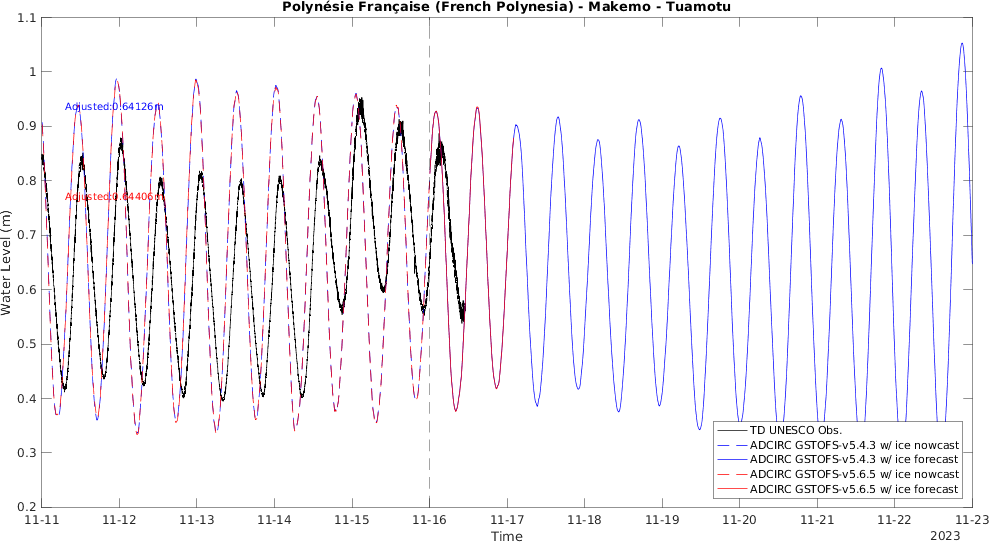 Polynésie Française (French Polynesia) - Makemo - Tuamotu
1.1
1
0.9
0.8
0.7
0.6
0.5
0.4
0.3
0.2
Water Level (m)
Adjusted:0.64126m
Adjusted:0.64406m
TD UNESCO Obs.
ADCIRC GSTOFS-v5.4.3 w/ ice nowcast
ADCIRC GSTOFS-v5.4.3 w/ ice forecast
ADCIRC GSTOFS-v5.6.5 w/ ice nowcast
ADCIRC GSTOFS-v5.6.5 w/ ice forecast
11-11 11-12 11-13 11-14 11-15 11-16 11-17 11-18 11-19 11-20 11-21 11-22 11-23
Time
2023